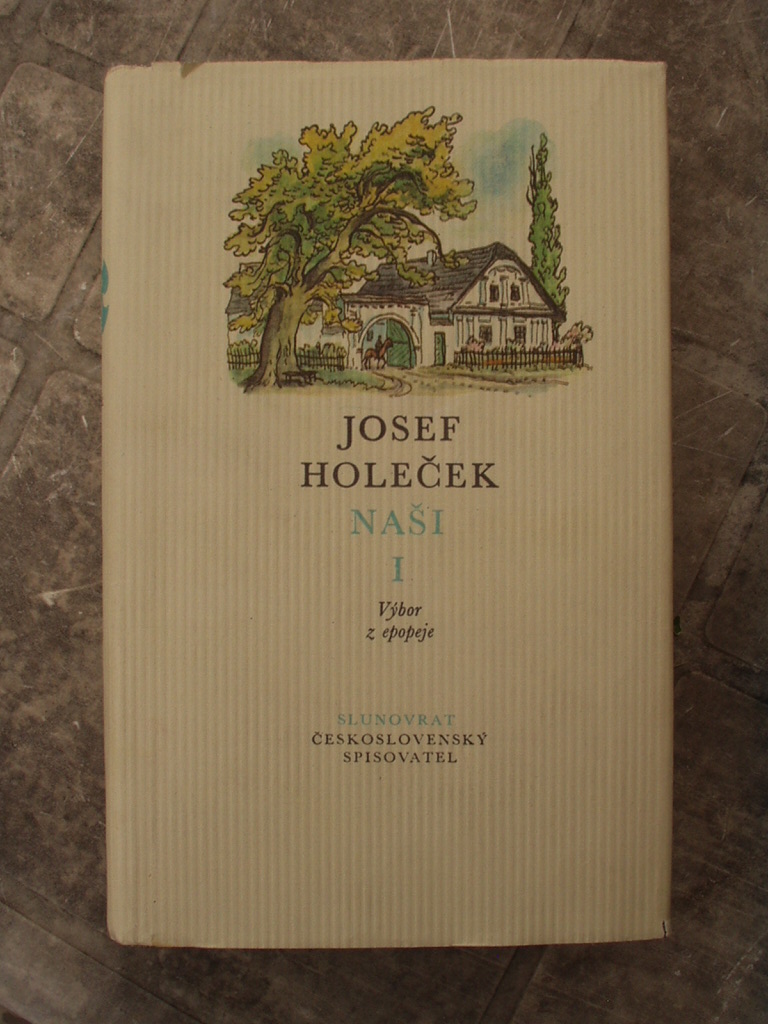 JOSEF
HOLEČEK
NAŠI
I
Výbor
z epopeje
SLUNOVRAT
ČESKOSLOVENSKÝ
SPISOVATEL